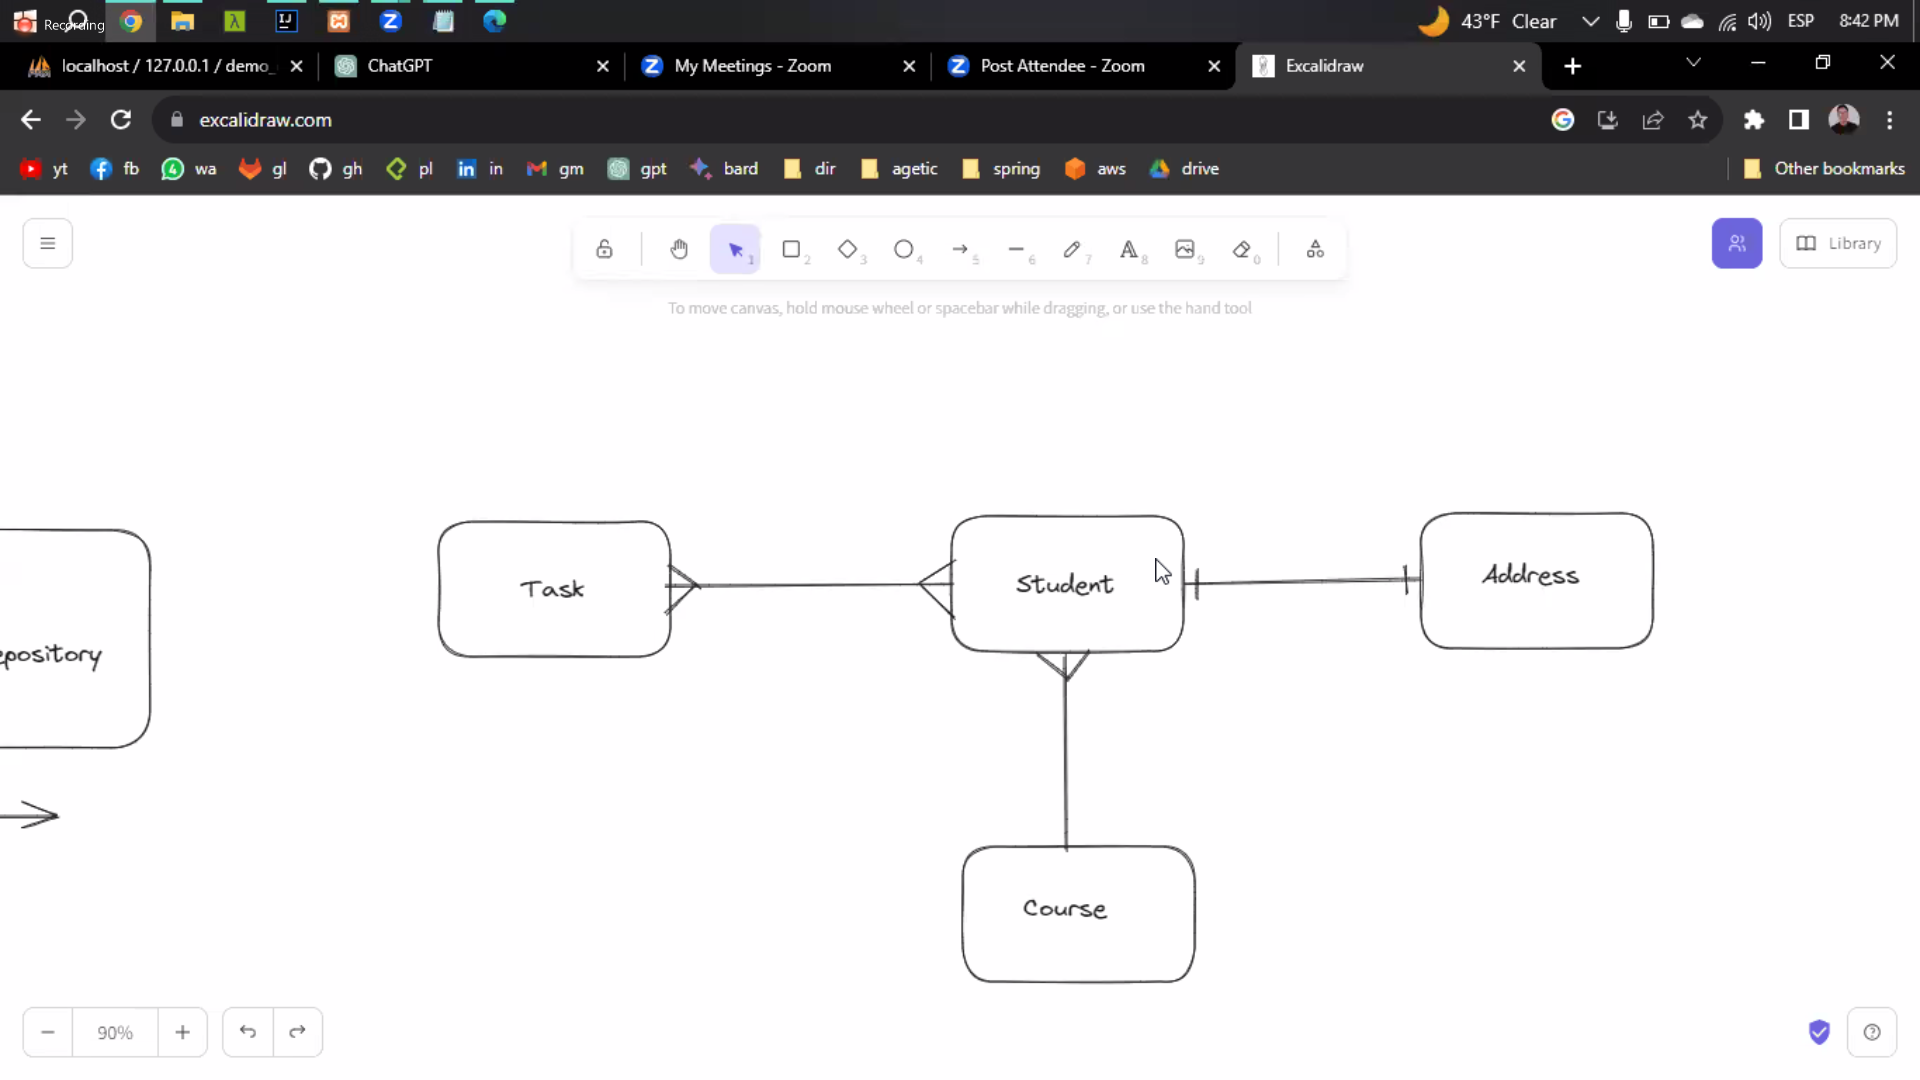 Recording
43°F Clear
ESP
8:42 PM
localhost / 127.0.0.1 / demo_
ChatGPT
My Meetings - Zoom
Post Attendee - Zoom
Excalidraw
excalidraw.com
yt
fb
wa
gl
gh
pl
in
gm
gpt
bard
dir
agetic
spring
aws
drive
Other bookmarks
1
2
3
4
5
6
7
8
9
0
Library
To move canvas, hold mouse wheel or spacebar while dragging, or use the hand tool
Task
Student
Address
epository
Course
90%